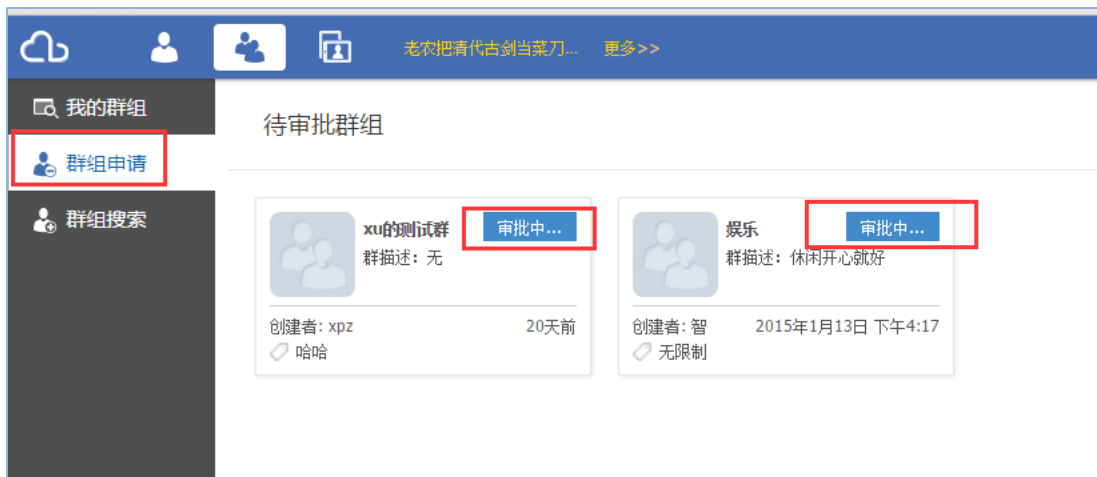 老农把清代古剑当菜刀... 更多>>
我的群组
群组申请
群组搜索
待审批群组
xu的测试群 审批中...
群描述：无
创建者: xpz 20天前
哈哈
娱乐 审批中...
群描述：休闲开心就好
创建者: 智 2015年1月13日 下午4:17
无限制